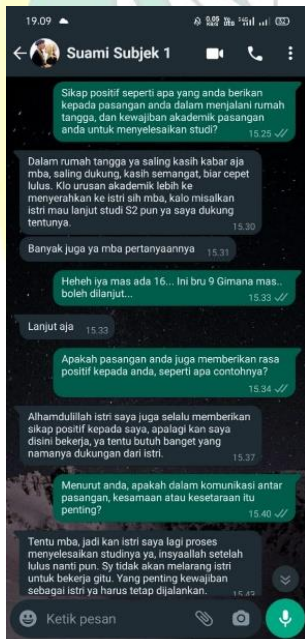 19.09
Suami Subjek 1
Sikap positif seperti apa yang anda berikan
kepada pasangan anda dalam menjalani rumah
tangga, dan kewajiban akademik pasangan
anda untuk menyelesaikan studi?
15.25
Dalam rumah tangga ya saling kasih kabar aja
mba, saling dukung, kasih semangat, biar cepet
lulus. Klo urusan akademik lebih ke
menyerahkan ke istri sih mba, kalo misalkan
istri mau lanjut studi S2 pun ya saya dukung
tentunya.
15.30
Banyak juga ya mba pertanyaannya 15.31
Heheh iya mas ada 16... Ini bru 9 Gimana mas..
boleh dilanjut...
15.33
Lanjut aja 15.33
Apakah pasangan anda juga memberikan rasa
positif kepada anda, seperti apa contohnya?
15.34
Alhamdulillah istri saya juga selalu memberikan
sikap positif kepada saya, apalagi kan saya
disini bekerja, ya tentu butuh banget yang
namanya dukungan dari istri.
15.37
Menurut anda, apakah dalam komunikasi antar
pasangan, kesamaan atau kesetaraan itu
penting?
15.40
Tentu mba, jadi kan istri saya lagi proses
menyelesaikan studinya ya, insyaallah setelah
lulus nanti pun. Sy tidak akan melarang istri
untuk bekerja gitu. Yang penting kewajiban
sebagai istri ya harus tetap dijalankan.
15.43
Ketik pesan